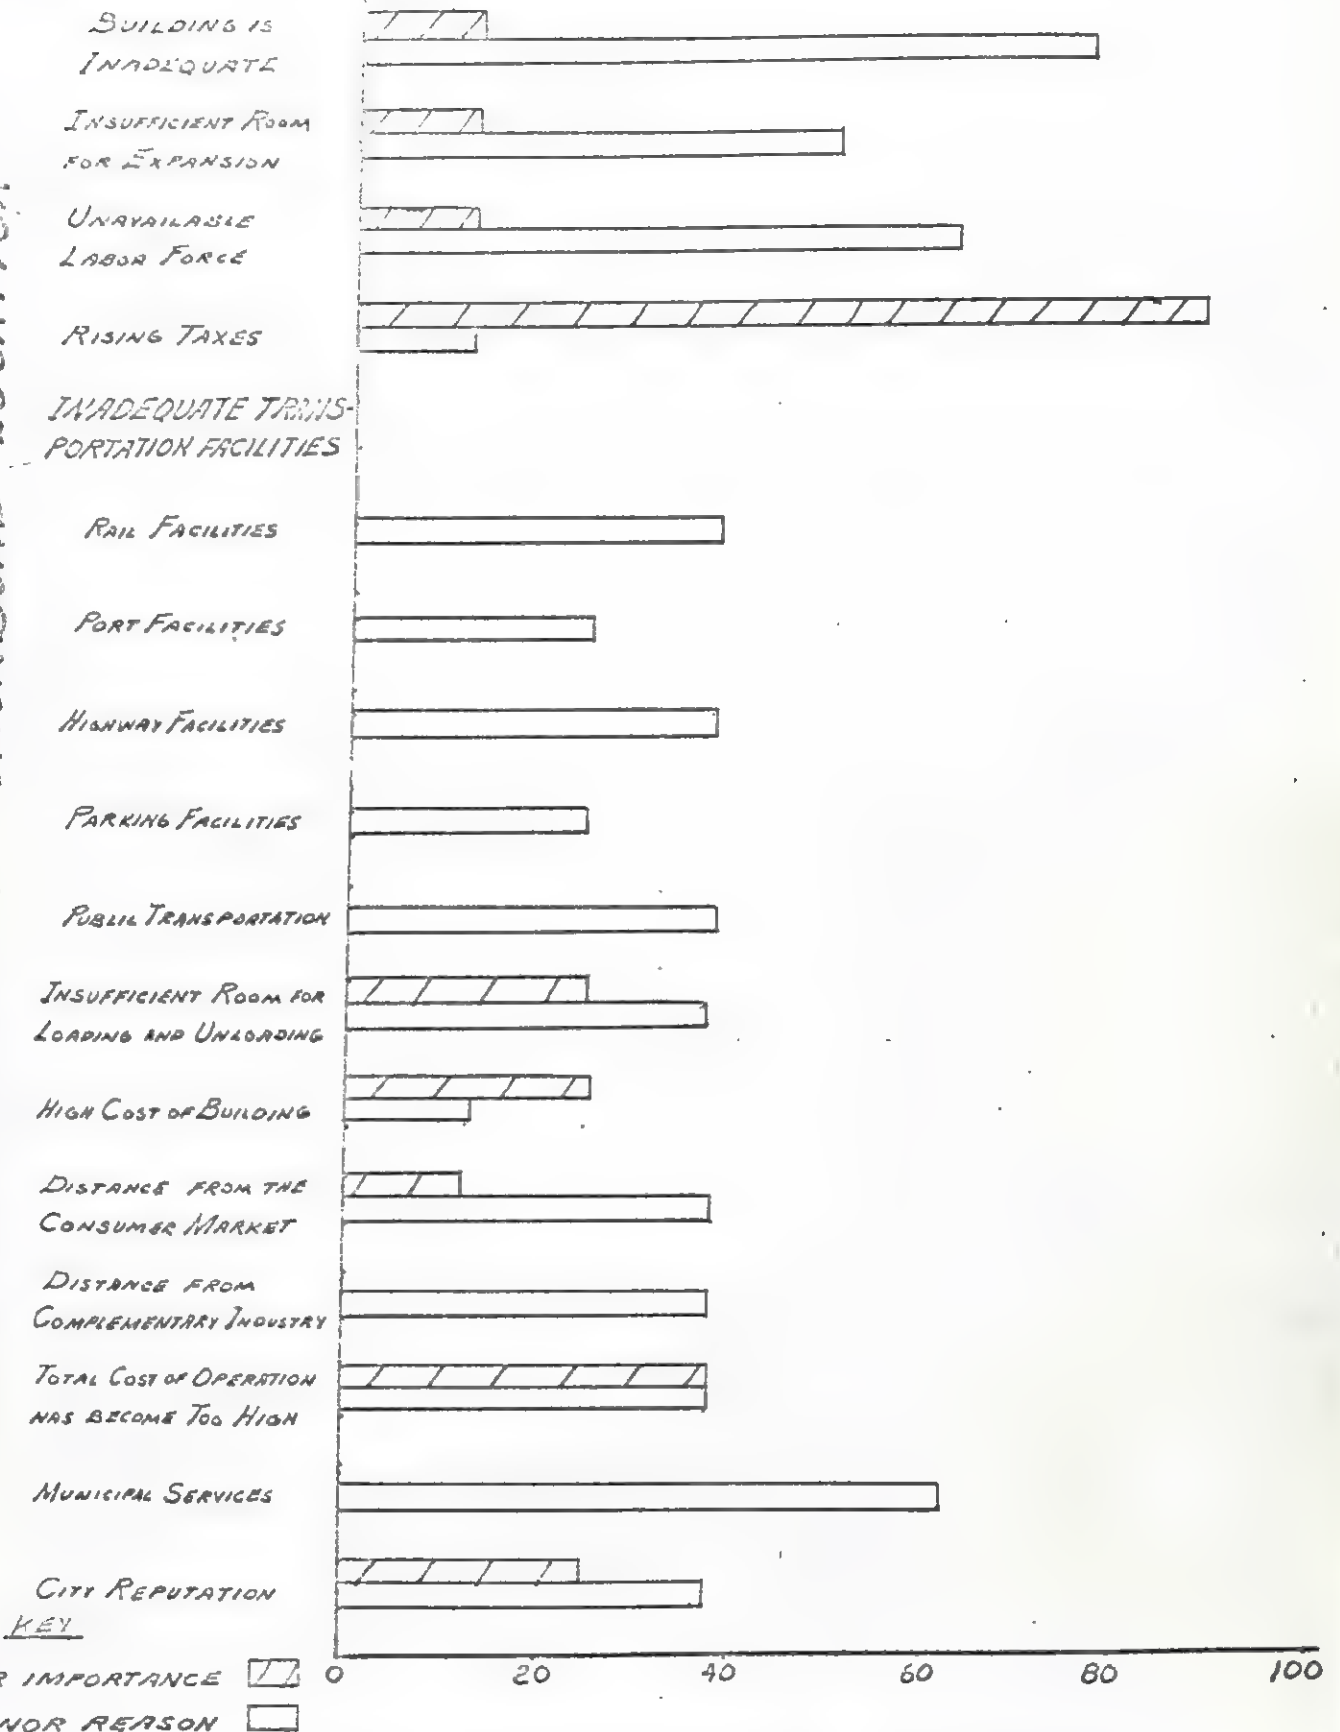 BUILDING IS
INADEQUATE
INSUFFICIENT ROOM
FOR EXPANSION
UNAVAILABLE
LABOR FORCE
RISING TAXES
INADEQUATE TRANS-
PORTATION FACILITIES
RAIL FACILITIES
PORT FACILITIES
HIGHWAY FACILITIES
PARKING FACILITIES
PUBLIL TRANSPORTATION
INSUFFICIENT ROOM FOR
LOADING AND UNLOADING
HIGH COST OF BUILDING
DISTANCE FROM THE
CONSUMER MARKET
DISTANCE FROM
COMPLEMENTARY INDUSTRY
TOTAL COST OF OPERATION
HAS BECOME TOO HIGH
MUNICIPAL SERVICES
CITY REPUTATION
KEY
R IMPORTANCE
NOR REASON
0 20 40 60 80 100